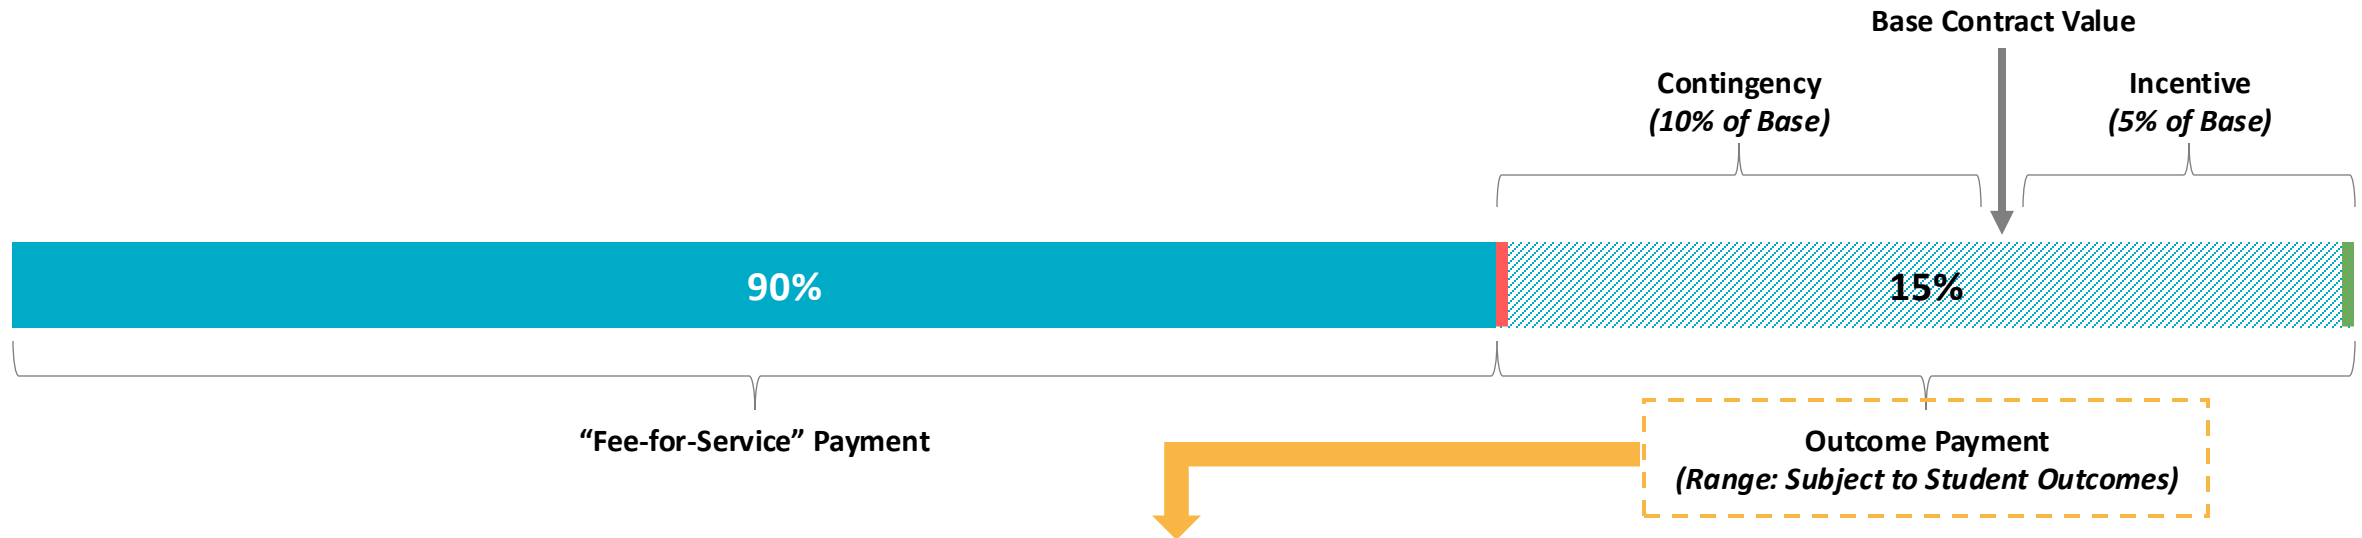 Base Contract Value
Contingency
(10% of Base)
Incentive
(5% of Base)
90%
15%
“Fee-for-Service” Payment
Outcome Payment
(Range: Subject to Student Outcomes)